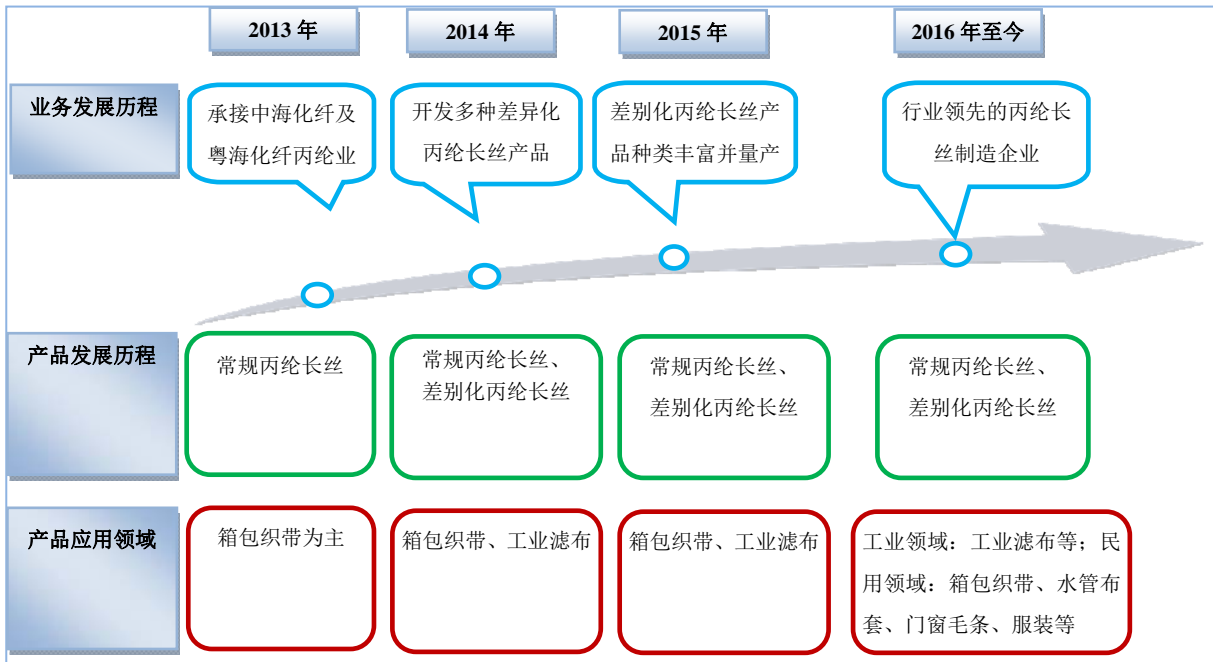 2013 年
2014 年
2015 年
2016 年至今
业务发展历程
承接中海化纤及
粤海化纤丙纶业
开发多种差异化
丙纶长丝产品
差别化丙纶长丝产
品种类丰富并量产
行业领先的丙纶长
丝制造企业
产品发展历程
常规丙纶长丝
常规丙纶长丝、
差别化丙纶长丝
常规丙纶长丝、
差别化丙纶长丝
常规丙纶长丝、
差别化丙纶长丝
产品应用领域
箱包织带为主
箱包织带、工业滤布
箱包织带、工业滤布
工业领域：工业滤布等；民
用领域：箱包织带、水管布
套、门窗毛条、服装等